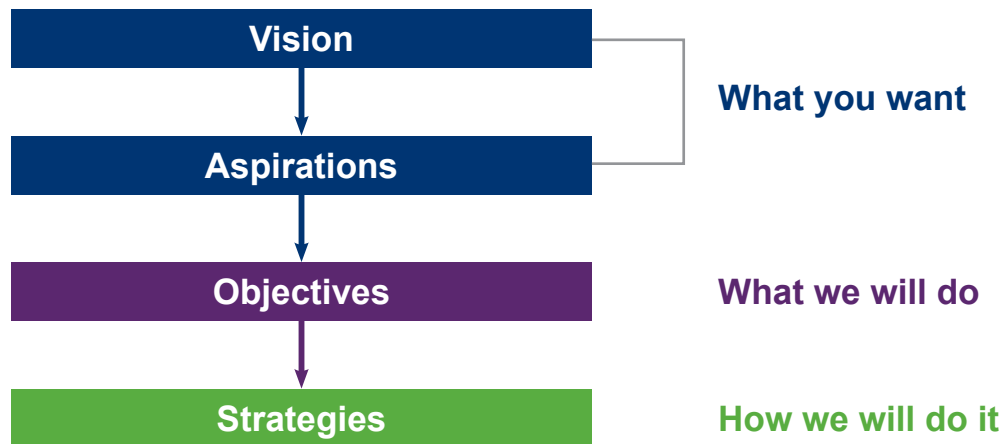 Vision
What you want
Aspirations
Objectives
What we will do
Strategies
How we will do it